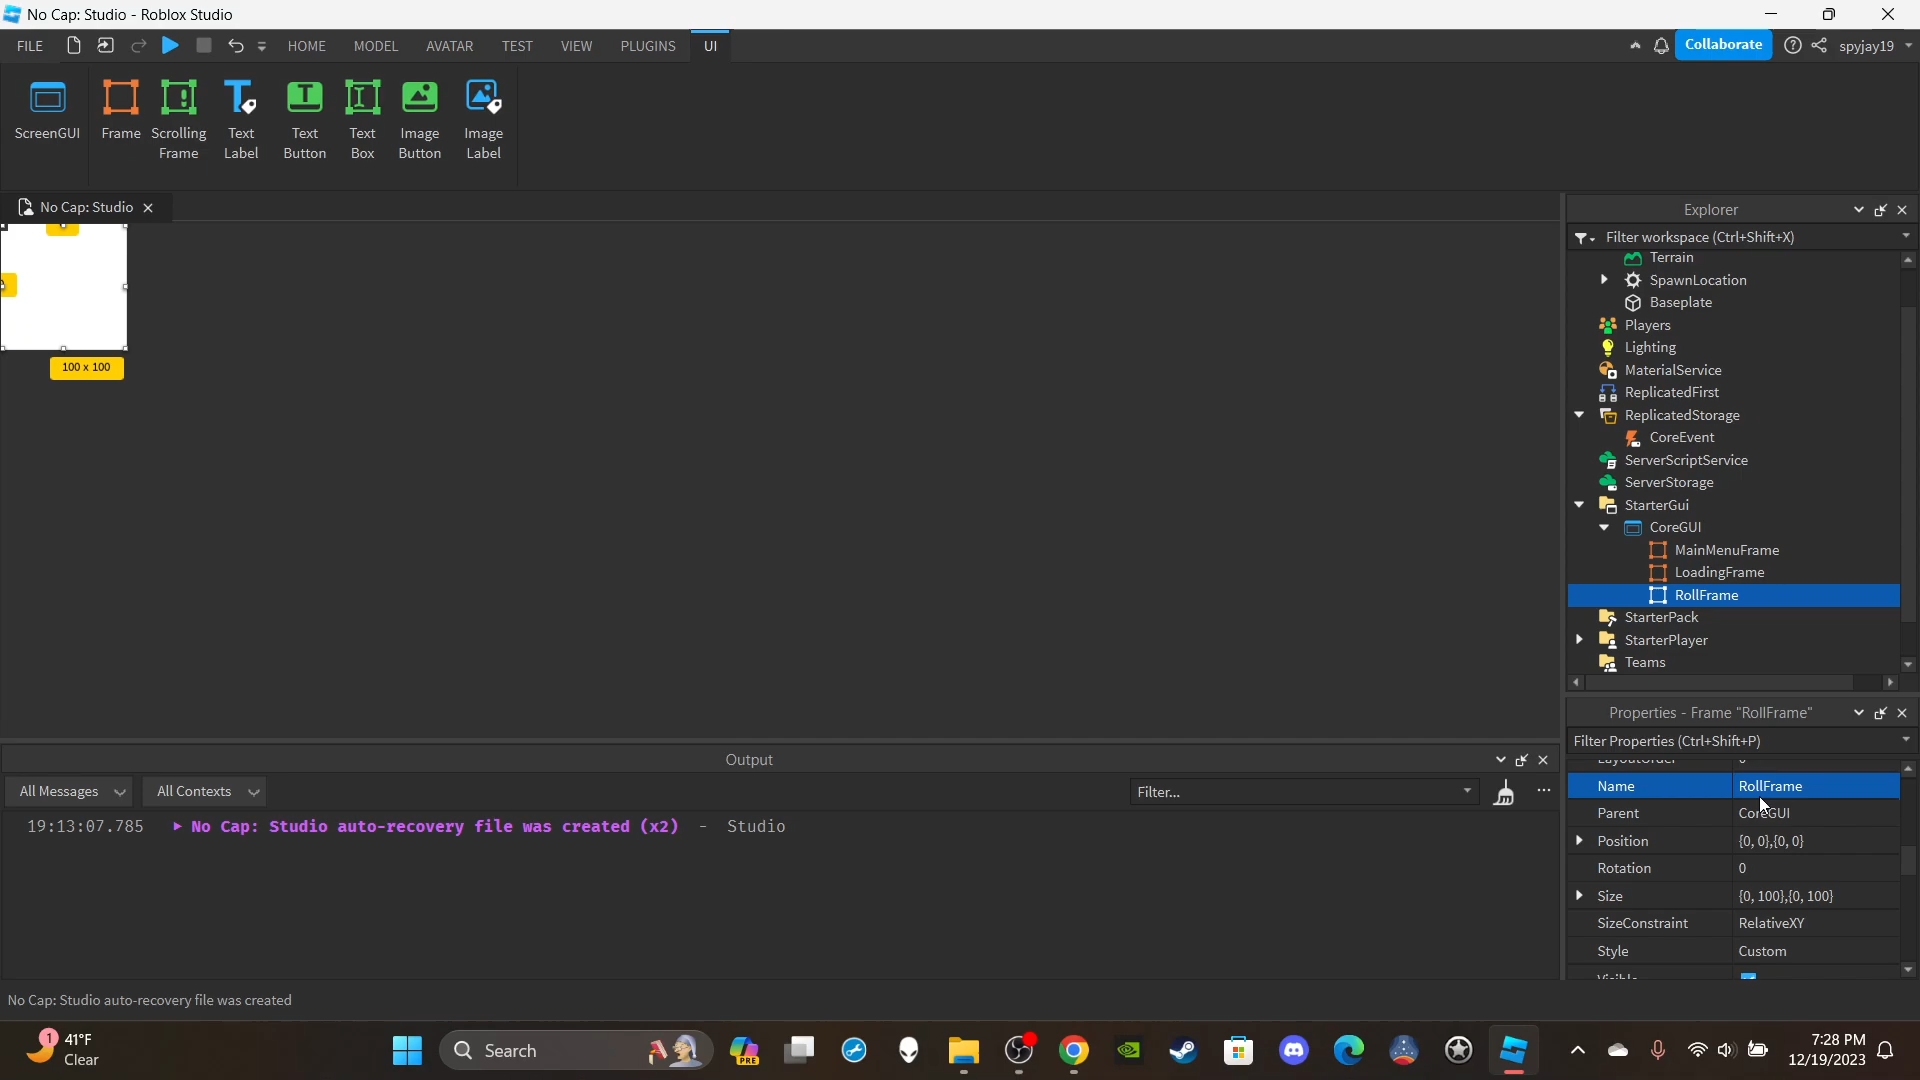 No Cap: Studio - Roblox Studio
FILE HOME MODEL AVATAR TEST VIEW PLUGINS UI Collaborate spyjay19
ScreenGUI
Frame
Scrolling
Frame
Text
Label
Text
Button
Text
Box
Image
Button
Image
Label
No Cap: Studio
100 x 100
Explorer
Filter workspace (Ctrl+Shift+X)
Terrain
SpawnLocation
Baseplate
Players
Lighting
MaterialService
ReplicatedFirst
ReplicatedStorage
CoreEvent
ServerScriptService
ServerStorage
StarterGui
CoreGUI
MainMenuFrame
LoadingFrame
RollFrame
StarterPack
StarterPlayer
Teams
Properties - Frame "RollFrame"
Filter Properties (Ctrl+Shift+P)
LayoutOrder 0
Name RollFrame
Parent CoreGUI
Position {0, 0},{0, 0}
Rotation 0
Size {0, 100},{0, 100}
SizeConstraint RelativeXY
Style Custom
Visible
Output
All Messages All Contexts Filter...
19:13:07.785 No Cap: Studio auto-recovery file was created (x2) - Studio
No Cap: Studio auto-recovery file was created
1
41°F
Clear
Search
PRE
7:28 PM
12/19/2023